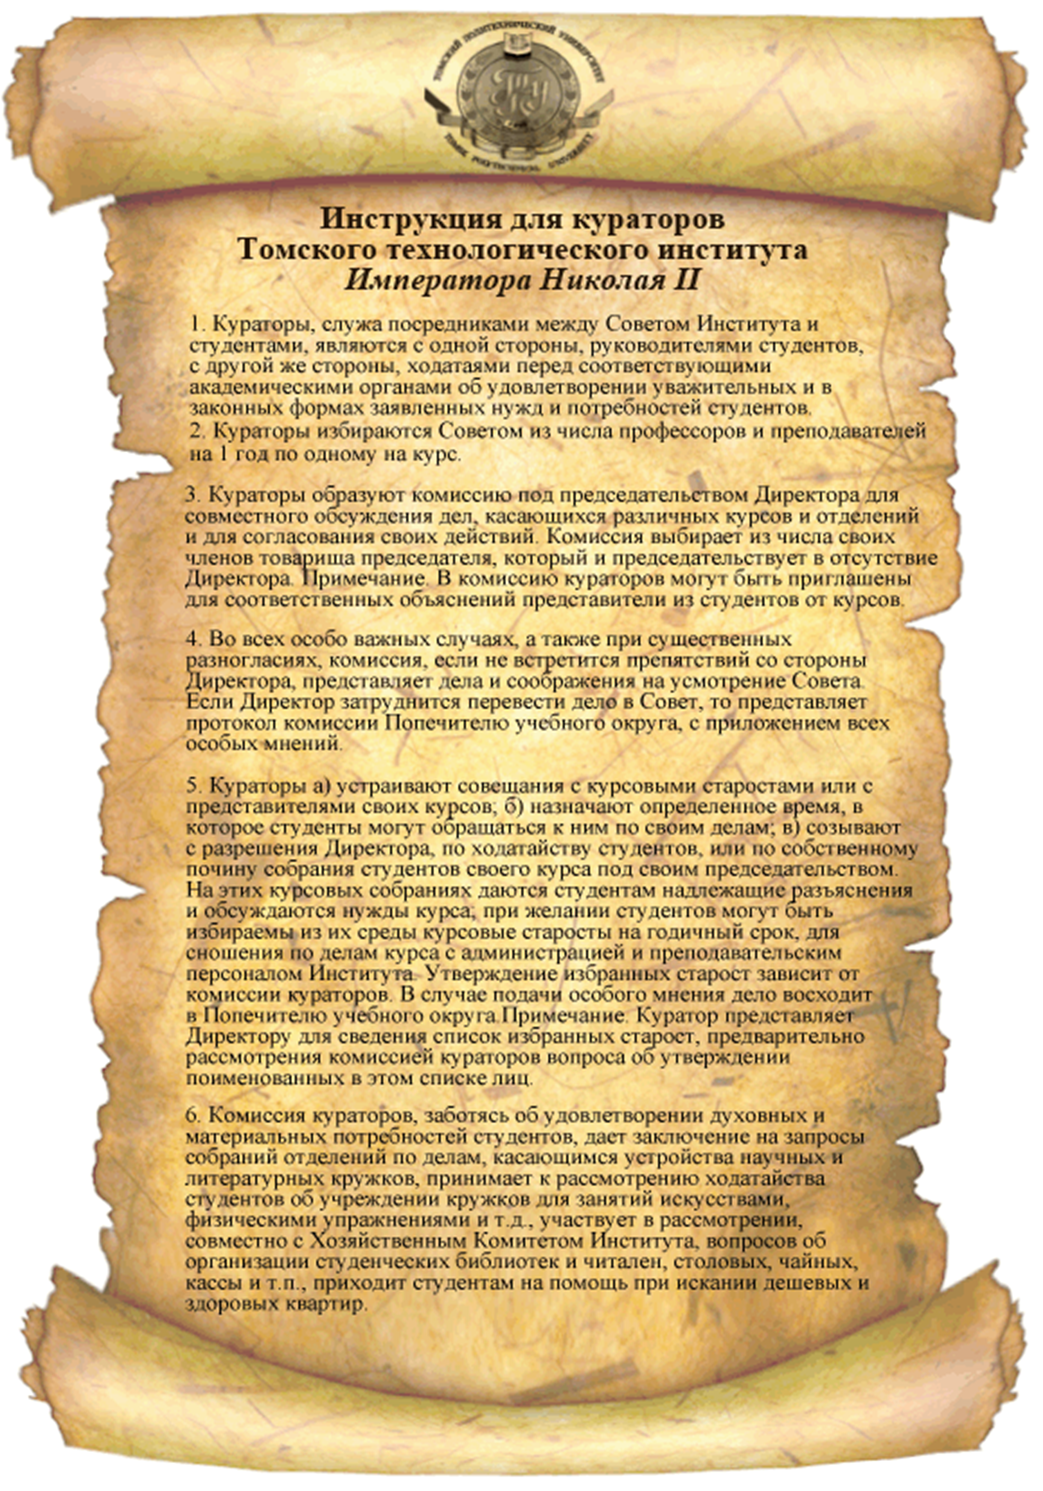 ТОМСКИЙ ПОЛИТЕХНИЧЕСКИЙ УНИВЕРСИТЕТ
ТПУ
TOMSK POLYTECHNICAL UNIVERSITY
Инструкция для кураторов
Томского технологического института
Императора Николая II
1. Кураторы, служа посредниками между Советом Института и
студентами, являются с одной стороны, руководителями студентов,
с другой же стороны, ходатаями перед соответствующими
академическими органами об удовлетворении уважительных и в
законных формах заявленных нужд и потребностей студентов.
2. Кураторы избираются Советом из числа профессоров и преподавателей
на 1 год по одному на курс.
3. Кураторы образуют комиссию под председательством Директора для
совместного обсуждения дел, касающихся различных курсов и отделений
и для согласования своих действий. Комиссия выбирает из числа своих
членов товарища председателя, который и председательствует в отсутствие
Директора. Примечание. В комиссию кураторов могут быть приглашены
для соответственных объяснений представители из студентов от курсов.
4. Во всех особо важных случаях, а также при существенных
разногласиях, комиссия, если не встретится препятствий со стороны
Директора, представляет дела и соображения на усмотрение Совета.
Если Директор затруднится перевести дело в Совет, то представляет
протокол комиссии Попечителю учебного округа, с приложением всех
особых мнений.
5. Кураторы а) устраивают совещания с курсовыми старостами или с
представителями своих курсов; б) назначают определенное время, в
которое студенты могут обращаться к ним по своим делам; в) созывают
с разрешения Директора, по ходатайству студентов, или по собственному
почину собрания студентов своего курса под своим председательством.
На этих курсовых собраниях даются студентам надлежащие разъяснения
и обсуждаются нужды курса; при желании студентов могут быть
избираемы из их среды курсовые старосты на годичный срок, для
сношения по делам курса с администрацией и преподавательским
персоналом Института. Утверждение избранных старост зависит от
комиссии кураторов. В случае подачи особого мнения дело восходит
в Попечителю учебного округа.Примечание. Куратор представляет
Директору для сведения список избранных старост, предварительно
рассмотрения комиссией кураторов вопроса об утверждении
поименованных в этом списке лиц.
6. Комиссия кураторов, заботясь об удовлетворении духовных и
материальных потребностей студентов, дает заключение на запросы
собраний отделений по делам, касающимся устройства научных и
литературных кружков, принимает к рассмотрению ходатайства
студентов об учреждении кружков для занятий искусствами,
физическими упражнениями и т.д., участвует в рассмотрении,
совместно с Хозяйственным Комитетом Института, вопросов об
организации студенческих библиотек и читален, столовых, чайных,
кассы и т.п., приходит студентам на помощь при искании дешевых и
здоровых квартир.